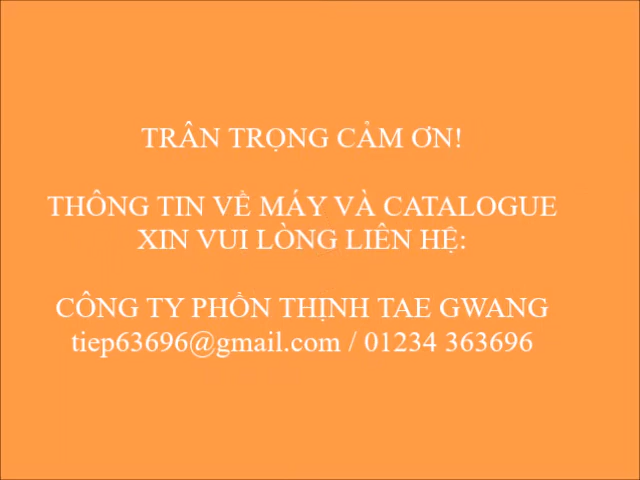 TRÂN TRỌNG CẢM ƠN!
THÔNG TIN VỀ MÁY VÀ CATALOGUE
XIN VUI LÒNG LIÊN HỆ:
CÔNG TY PHỒN THỊNH TAE GWANG
tiep63696@gmail.com / 01234 363696